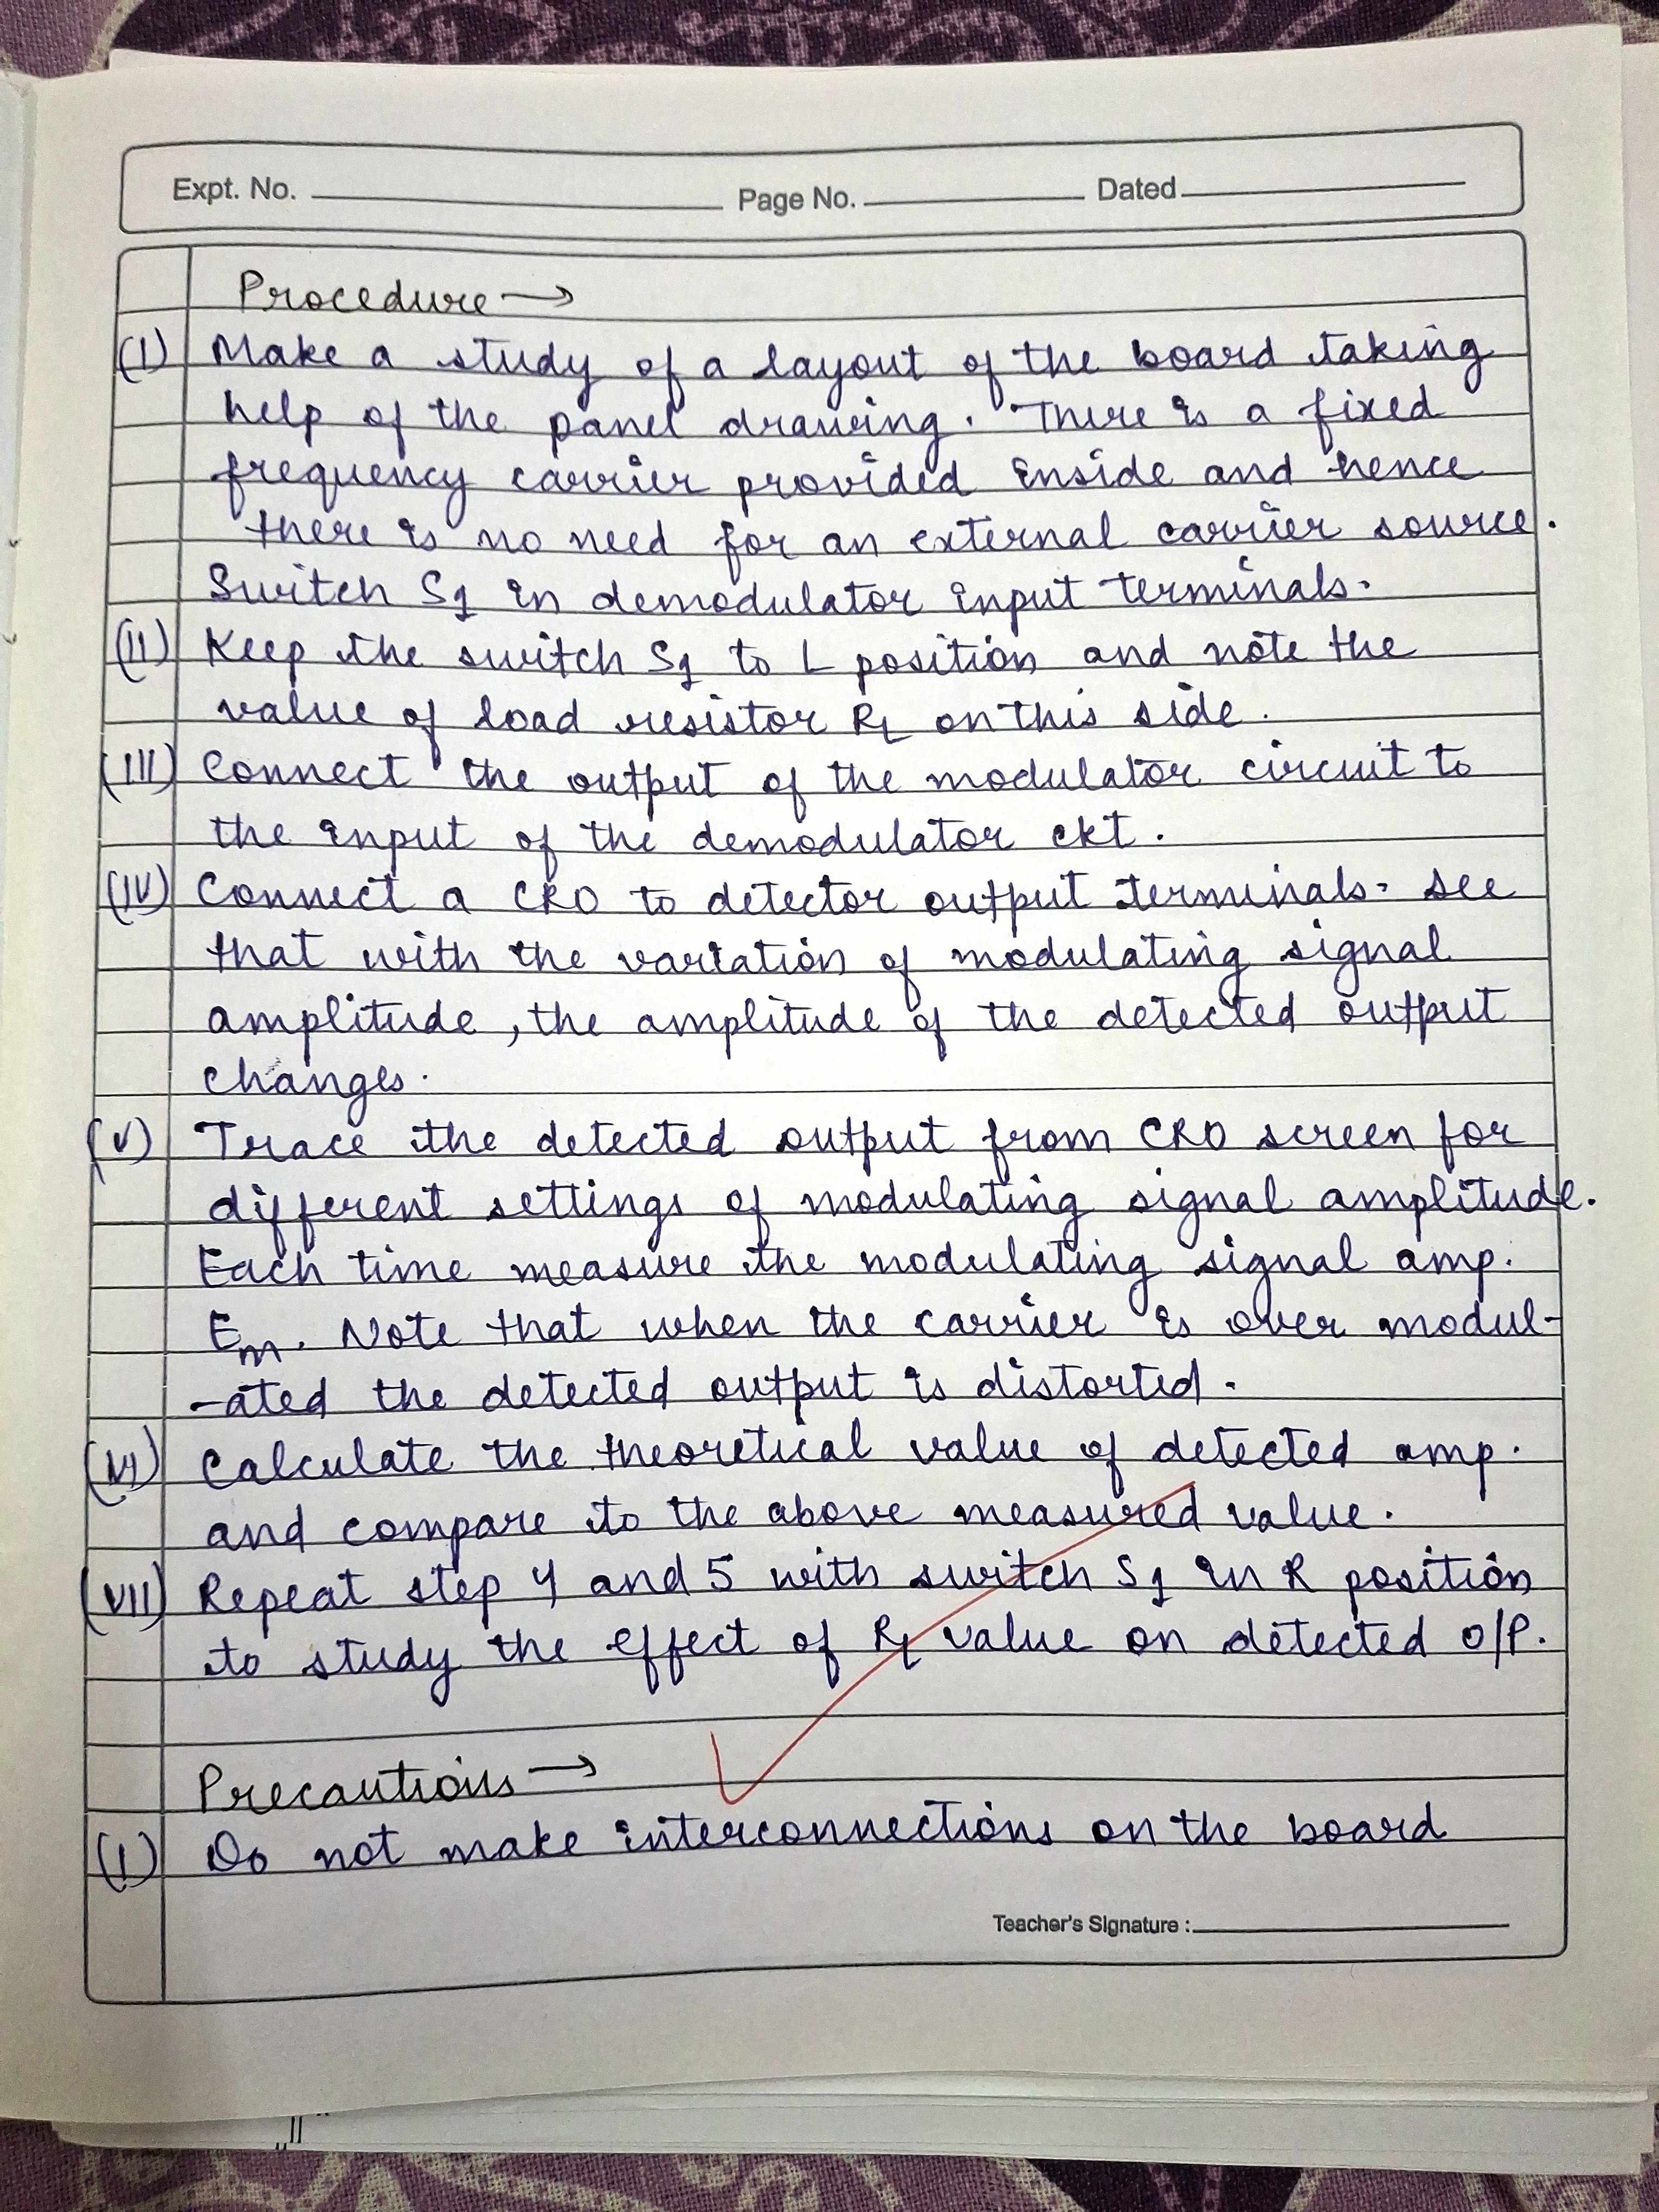 Expt. No.
Page No.
Dated
Procedure →
(I) Make a study of a layout of the board taking
help of the panel drawing. There is a fixed
frequency carrier provided inside and hence
there is no need for an external carrier source.
Switch S1 in demodulator input terminals.
(II) Keep the switch S1 to L position and note the
value of load resistor RL on this side.
(III) Connect the output of the modulator circuit to
the input of the demodulator ckt.
(IV) Connect a CRO to detector output terminals. See
that with the variation of modulating signal
amplitude, the amplitude of the detected output
changes.
(V) Trace the detected output from CRO screen for
different settings of modulating signal amplitude.
Each time measure the modulating signal amp.
Em. Note that when the carrier is over modul-
-ated the detected output is distorted.
(VI) Calculate the theoretical value of detected amp.
and compare to the above measured value.
(VII) Repeat step 4 and 5 with switch S1 in R position
to study the effect of RL value on detected O/P.
Precautions →
(I) Do not make interconnections on the board
Teacher's Signature :